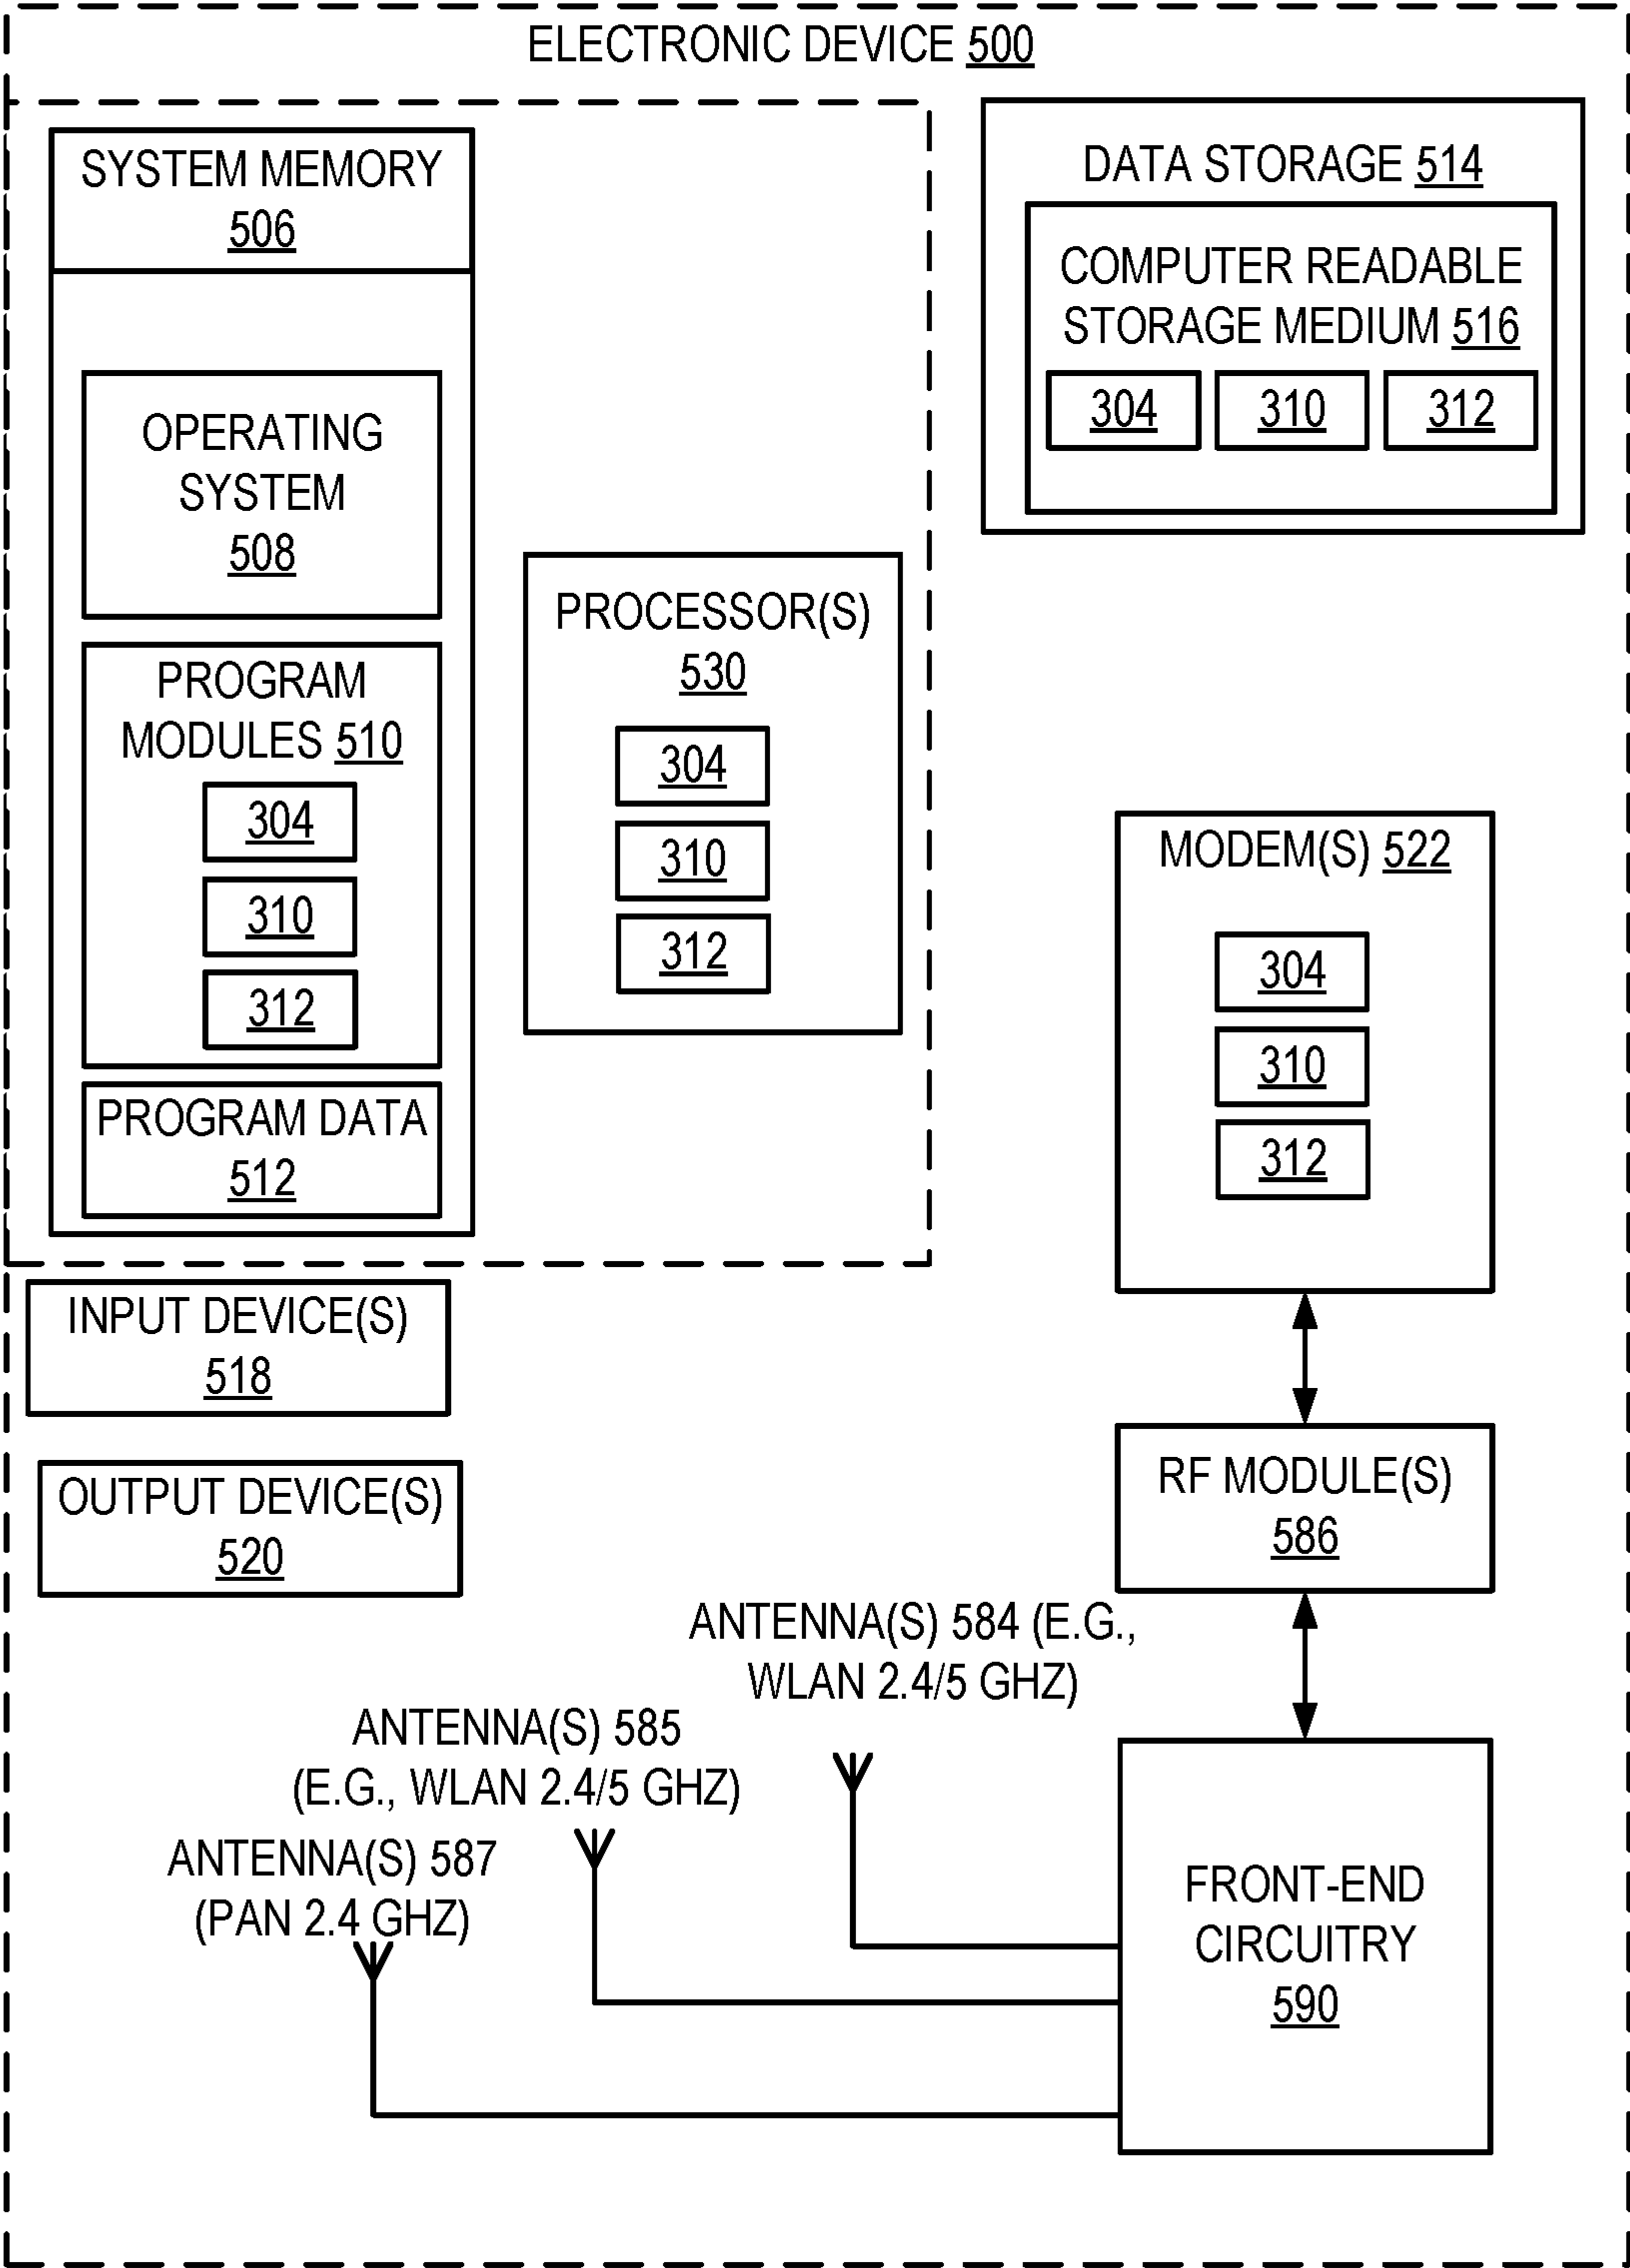 ELECTRONIC DEVICE 500
SYSTEM MEMORY
506
OPERATING
SYSTEM
508
PROGRAM
MODULES 510
304
310
312
PROGRAM DATA
512
PROCESSOR(S)
530
304
310
312
DATA STORAGE 514
COMPUTER READABLE
STORAGE MEDIUM 516
304 310 312
MODEM(S) 522
304
310
312
INPUT DEVICE(S)
518
OUTPUT DEVICE(S)
520
RF MODULE(S)
586
ANTENNA(S) 584 (E.G.,
WLAN 2.4/5 GHZ)
ANTENNA(S) 585
(E.G., WLAN 2.4/5 GHZ)
ANTENNA(S) 587
(PAN 2.4 GHZ)
FRONT-END
CIRCUITRY
590